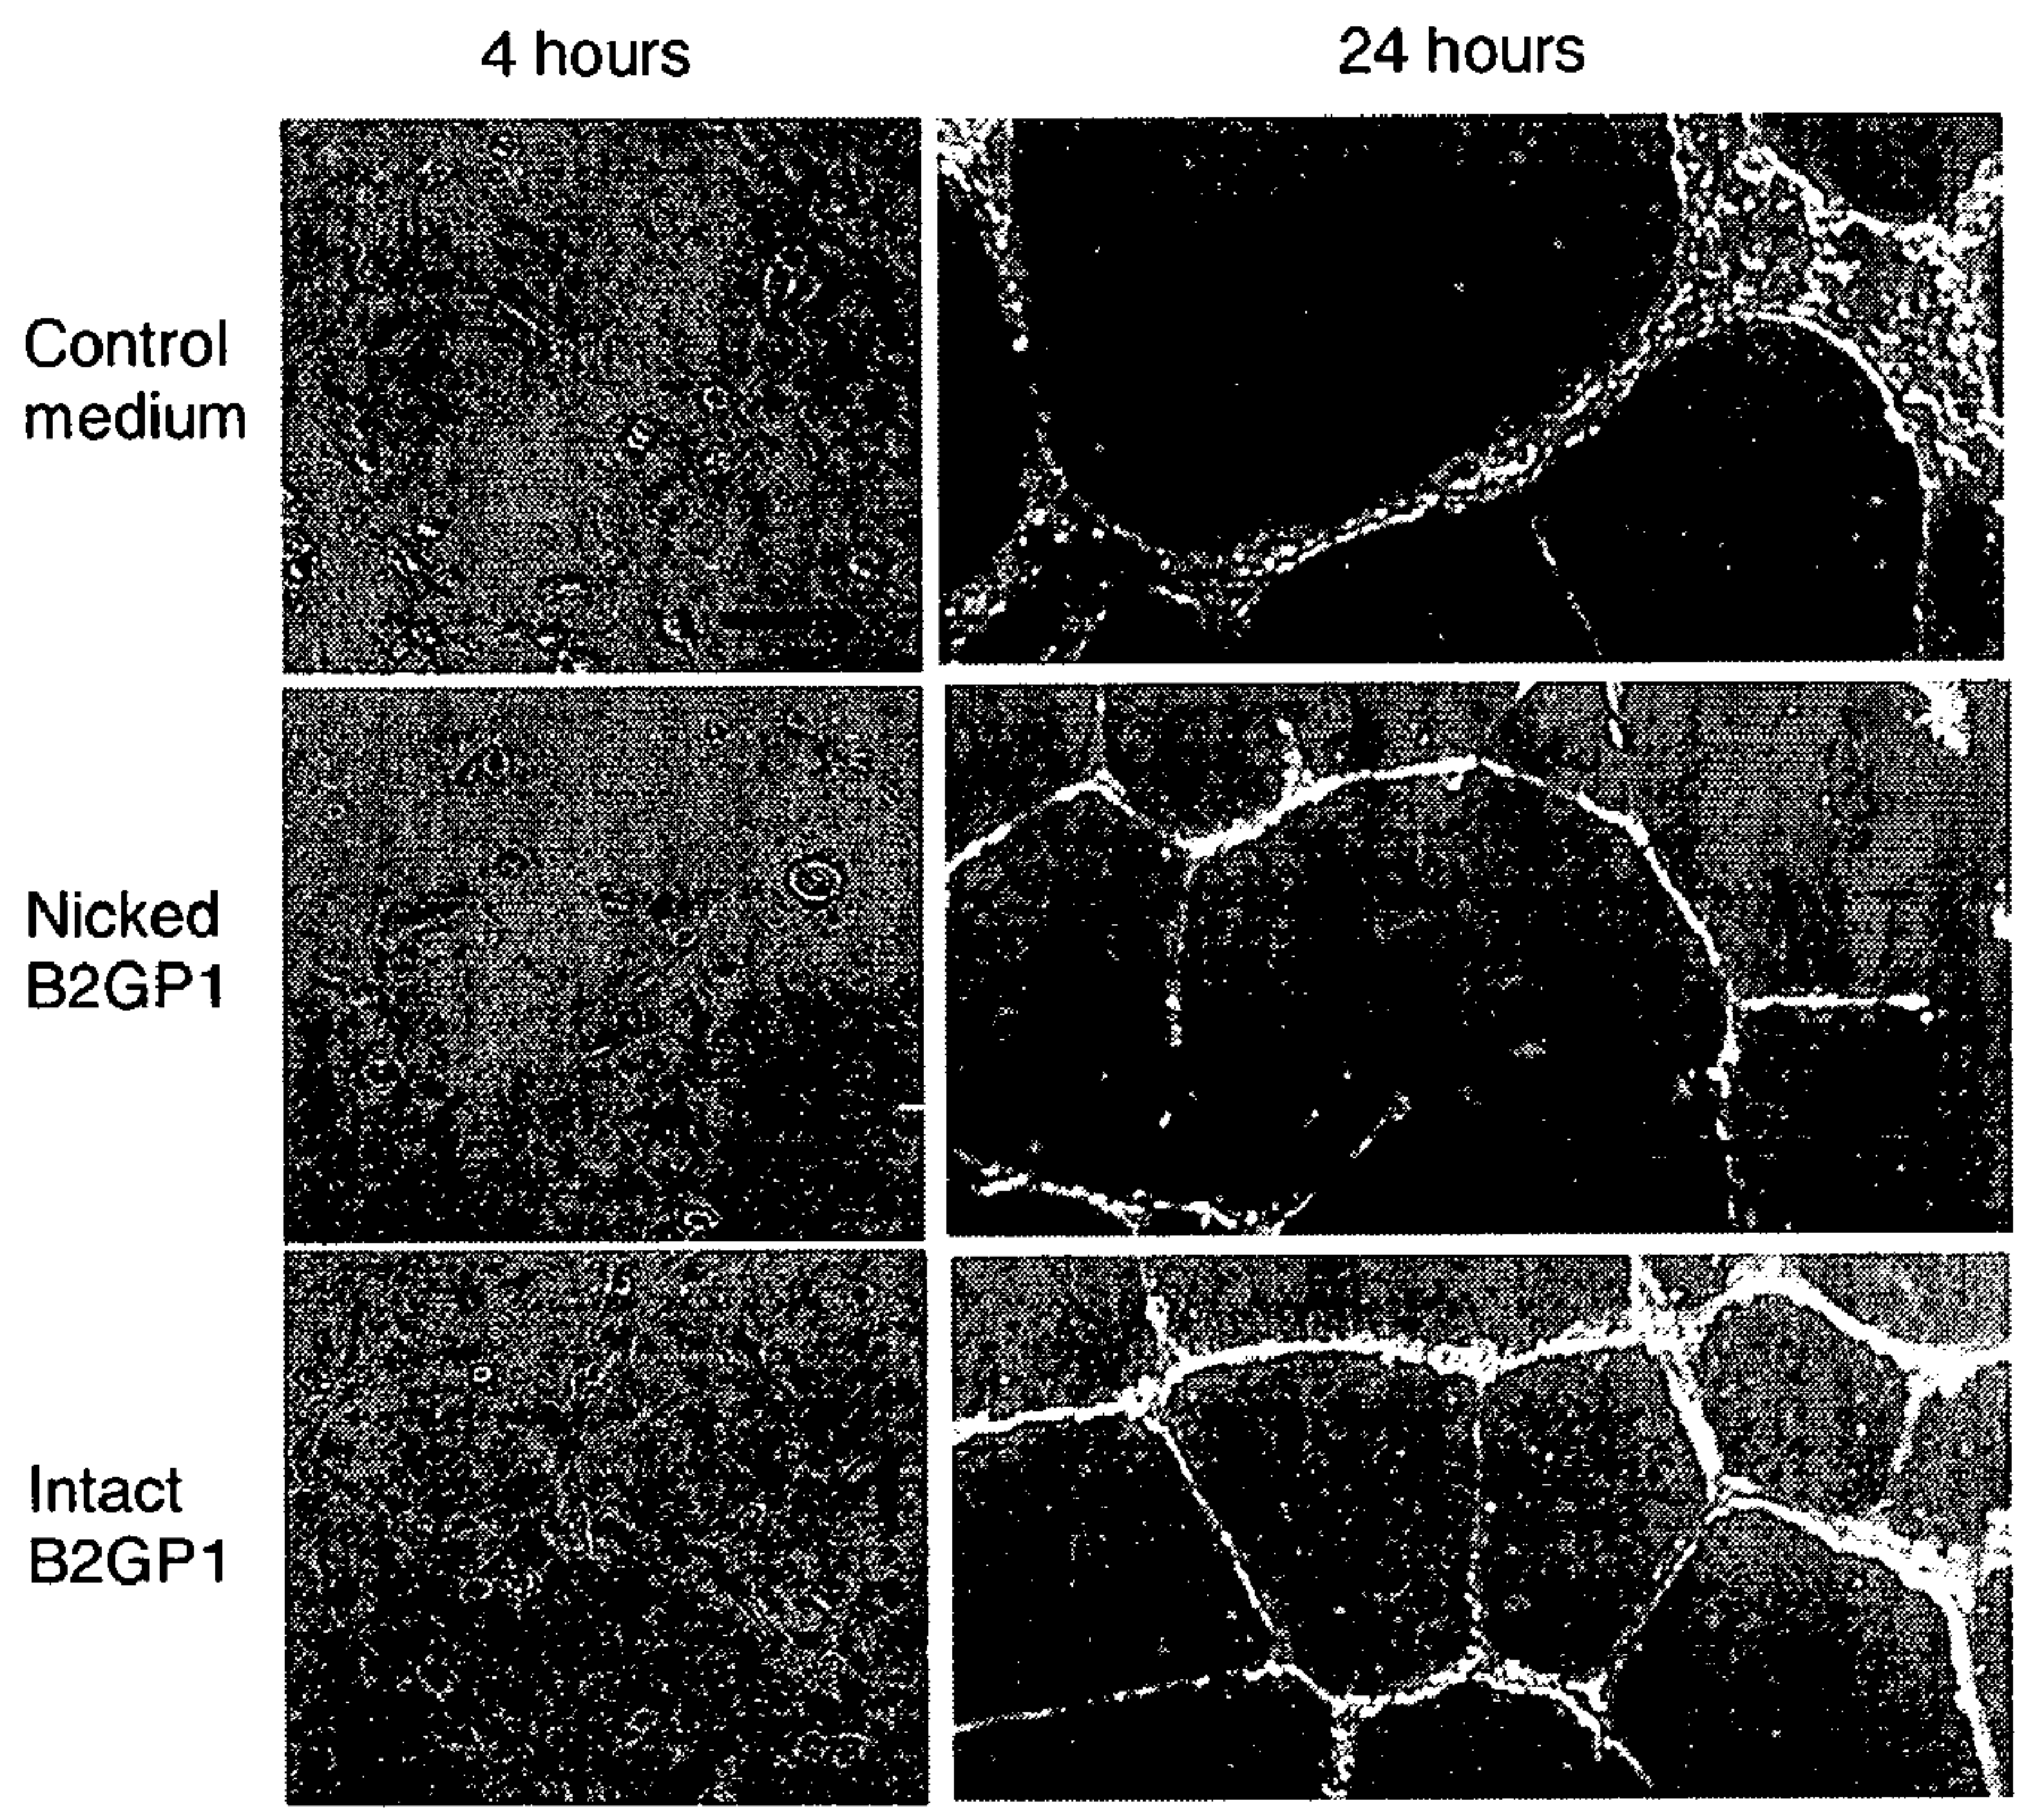 4 hours
24 hours
Control
medium
Nicked
B2GP1
Intact
B2GP1